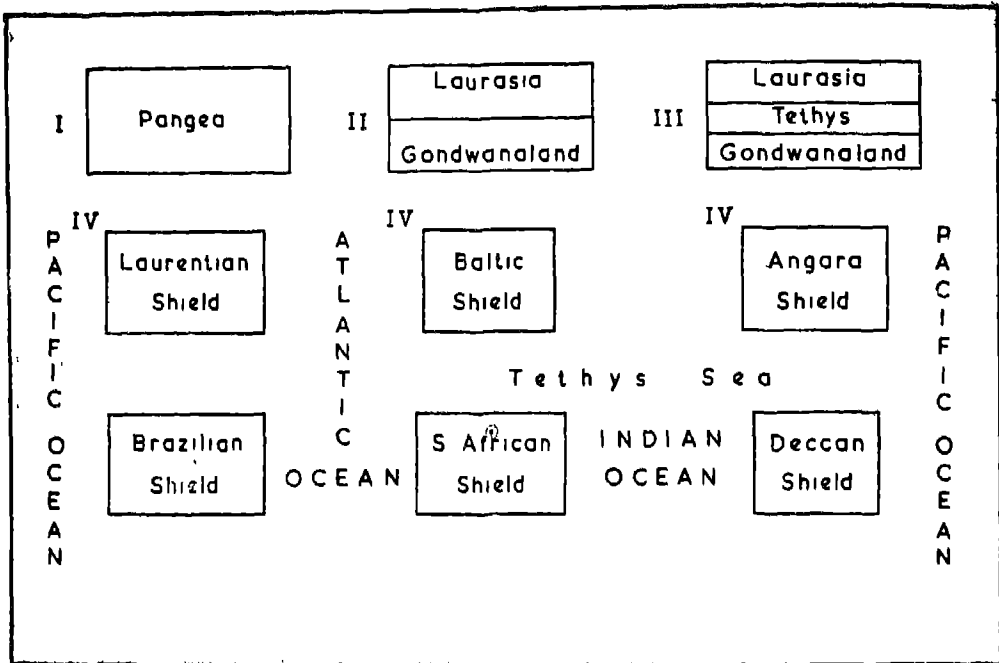 I
Pangea
II
Laurasia
Gondwanaland
III
Laurasia
Tethys
Gondwanaland
IV
Laurentian
Shield
IV
Baltic
Shield
IV
Angara
Shield
PACIFIC OCEAN
ATLANTIC
OCEAN
PACIFIC OCEAN
Tethys Sea
Brazilian
Shield
S African
Shield
INDIAN
OCEAN
Deccan
Shield